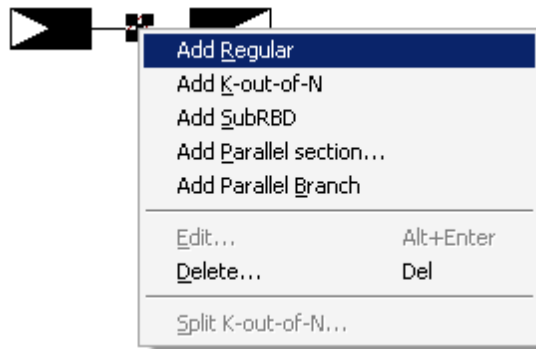 Add Regular
Add K-out-of-N
Add SubRBD
Add Parallel section...
Add Parallel Branch
Edit... Alt+Enter
Delete... Del
Split K-out-of-N...